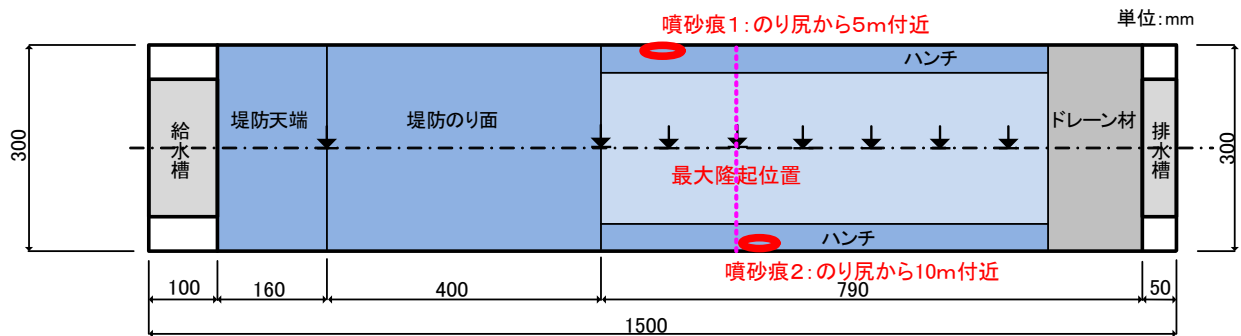 単位:mm
噴砂痕1:のり尻から5m付近
ハンチ
300
給水槽
堤防天端
堤防のり面
ドレーン材
排水槽
300
最大隆起位置
ハンチ
噴砂痕2:のり尻から10m付近
100
160
400
790
50
1500